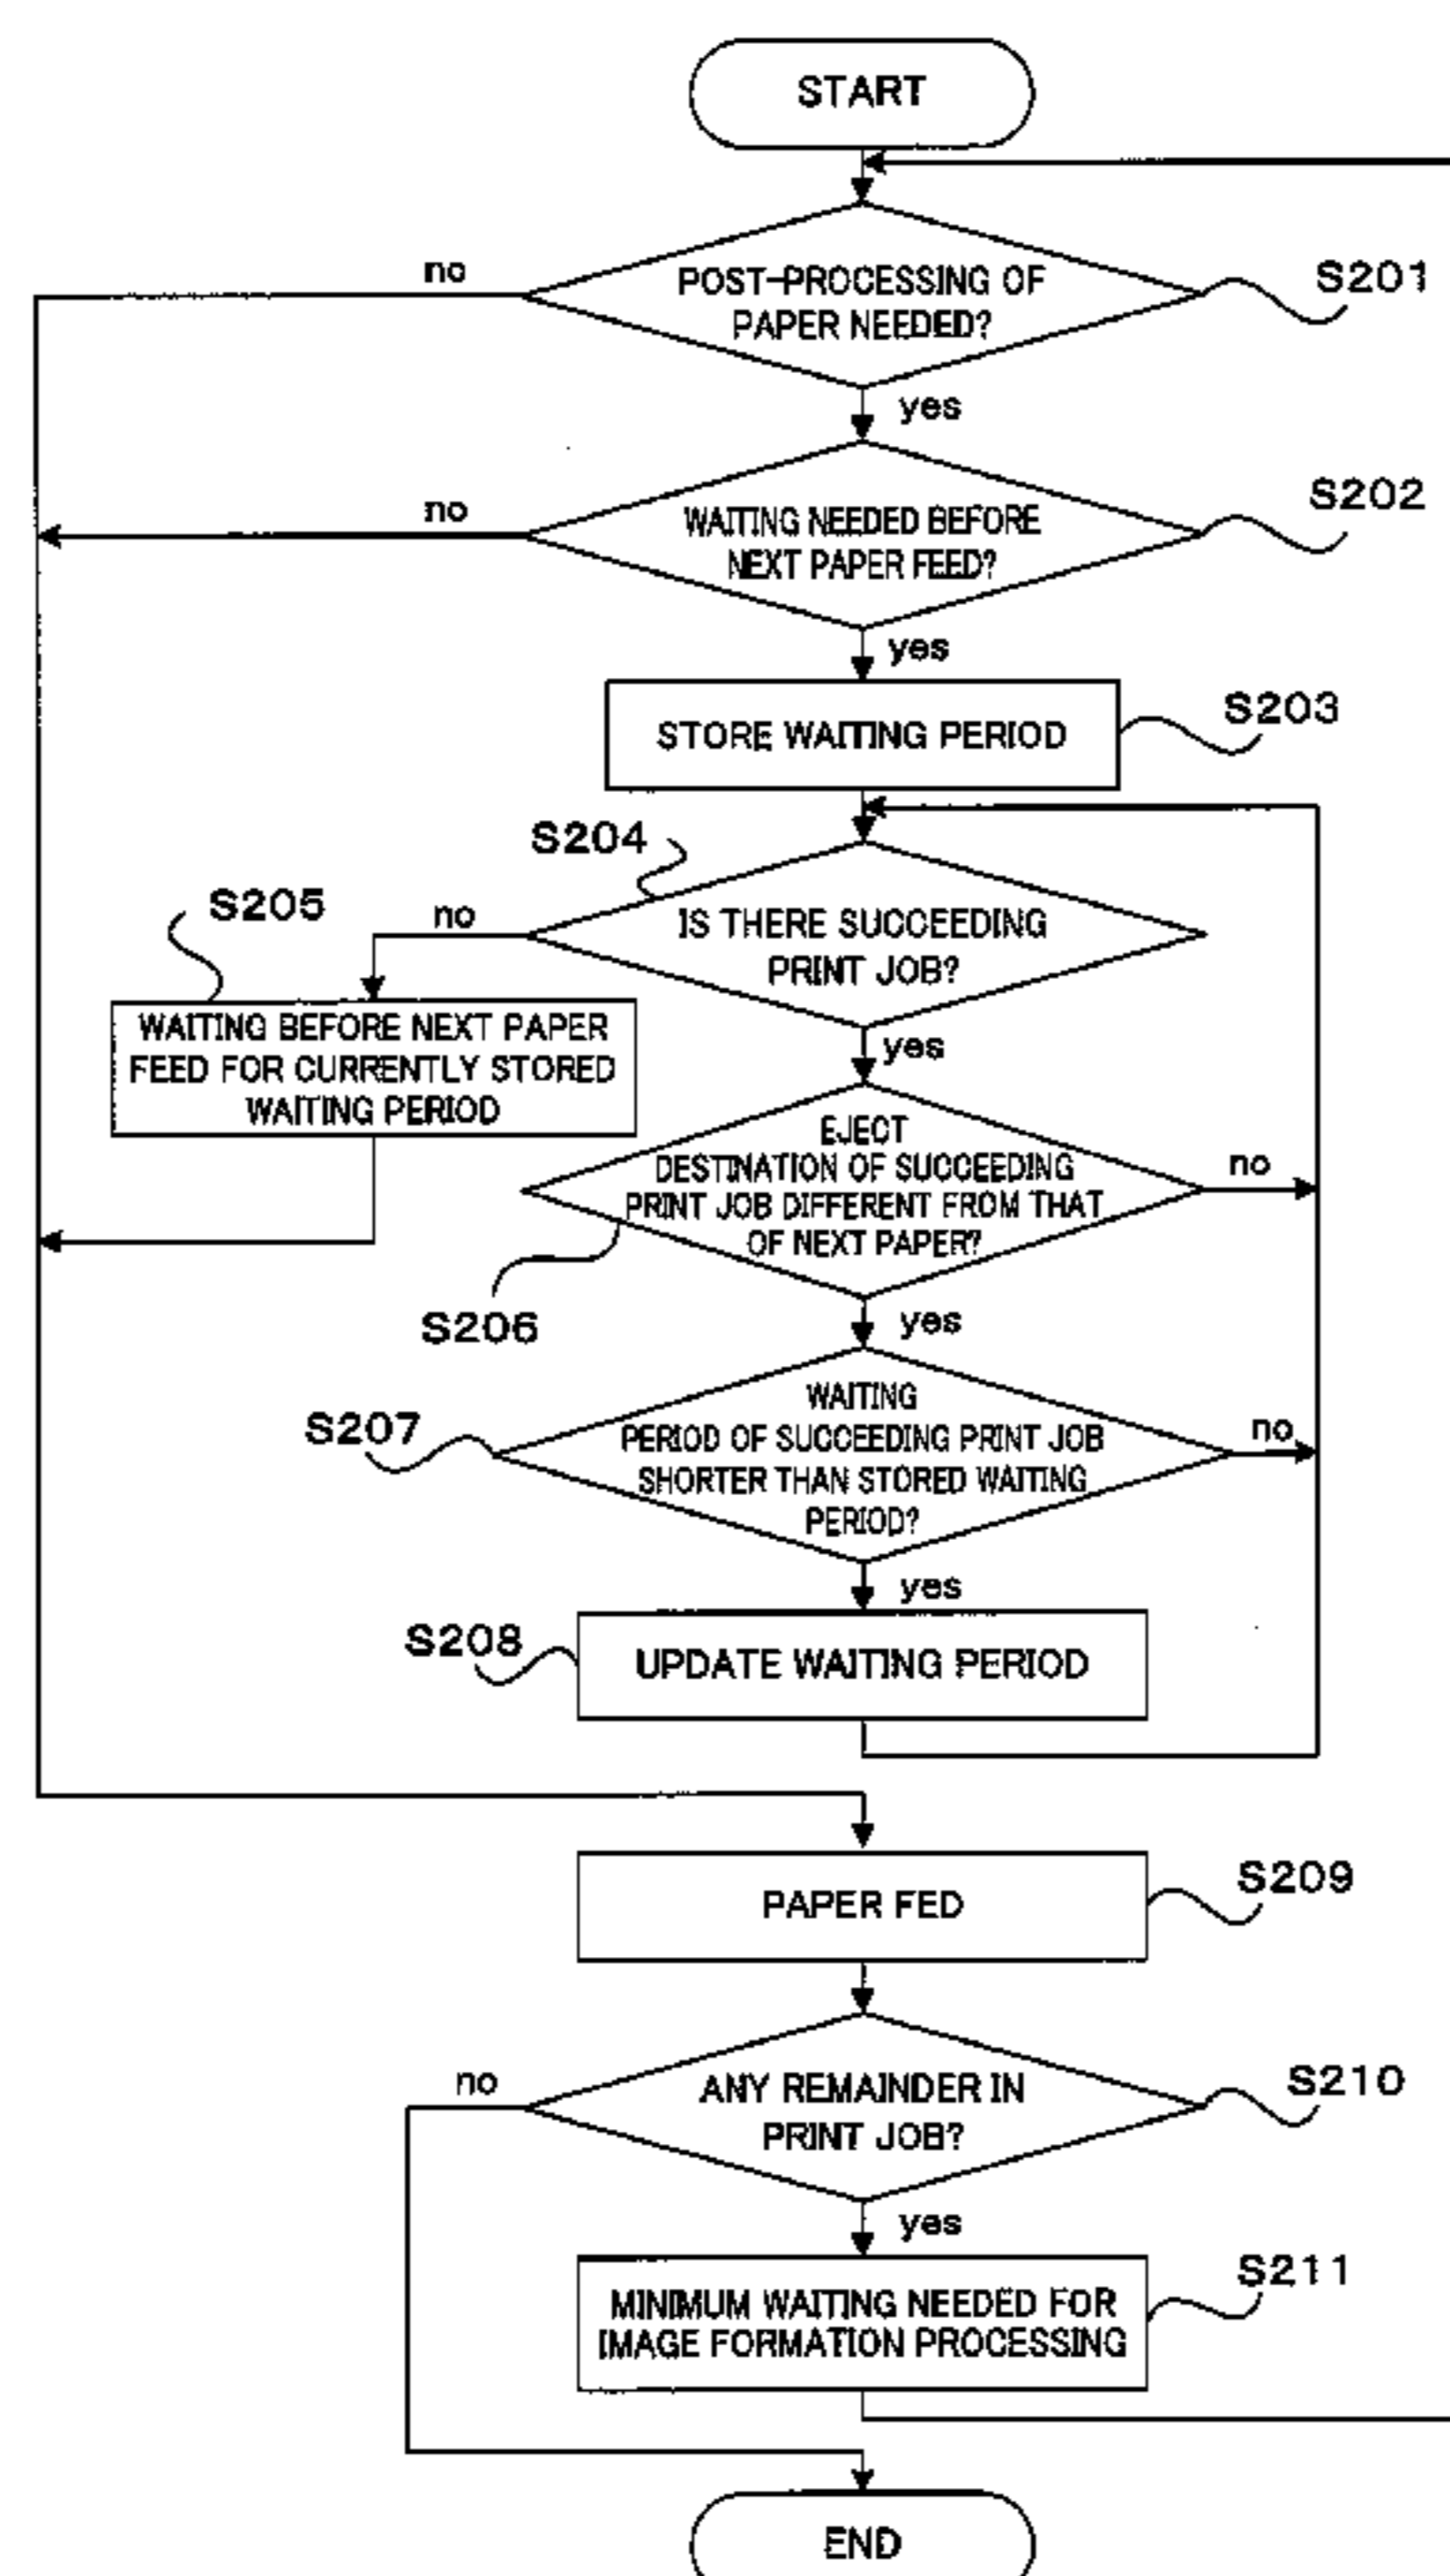 START
no
POST-PROCESSING OF
PAPER NEEDED?
S201
yes
no
WAITING NEEDED BEFORE
NEXT PAPER FEED?
S202
yes
STORE WAITING PERIOD
S203
S204
S205
no
IS THERE SUCCEEDING
PRINT JOB?
WAITING BEFORE NEXT PAPER
FEED FOR CURRENTLY STORED
WAITING PERIOD
yes
EJECT
DESTINATION OF SUCCEEDING
PRINT JOB DIFFERENT FROM THAT
OF NEXT PAPER?
no
S206
yes
WAITING
PERIOD OF SUCCEEDING PRINT JOB
SHORTER THAN STORED WAITING
PERIOD?
S207
no
yes
S208
UPDATE WAITING PERIOD
PAPER FED
S209
no
ANY REMAINDER IN
PRINT JOB?
S210
yes
MINIMUM WAITING NEEDED FOR
IMAGE FORMATION PROCESSING
S211
END